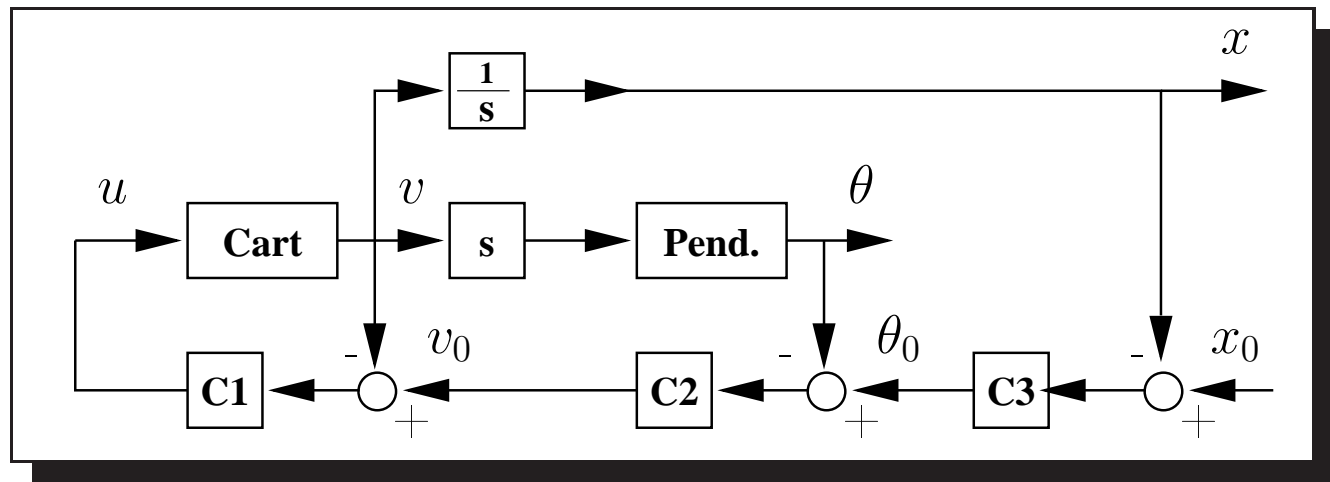 x
1
s
u
v
θ
Cart
s
Pend.
-
v0
-
θ0
-
x0
C1
C2
C3
+
+
+